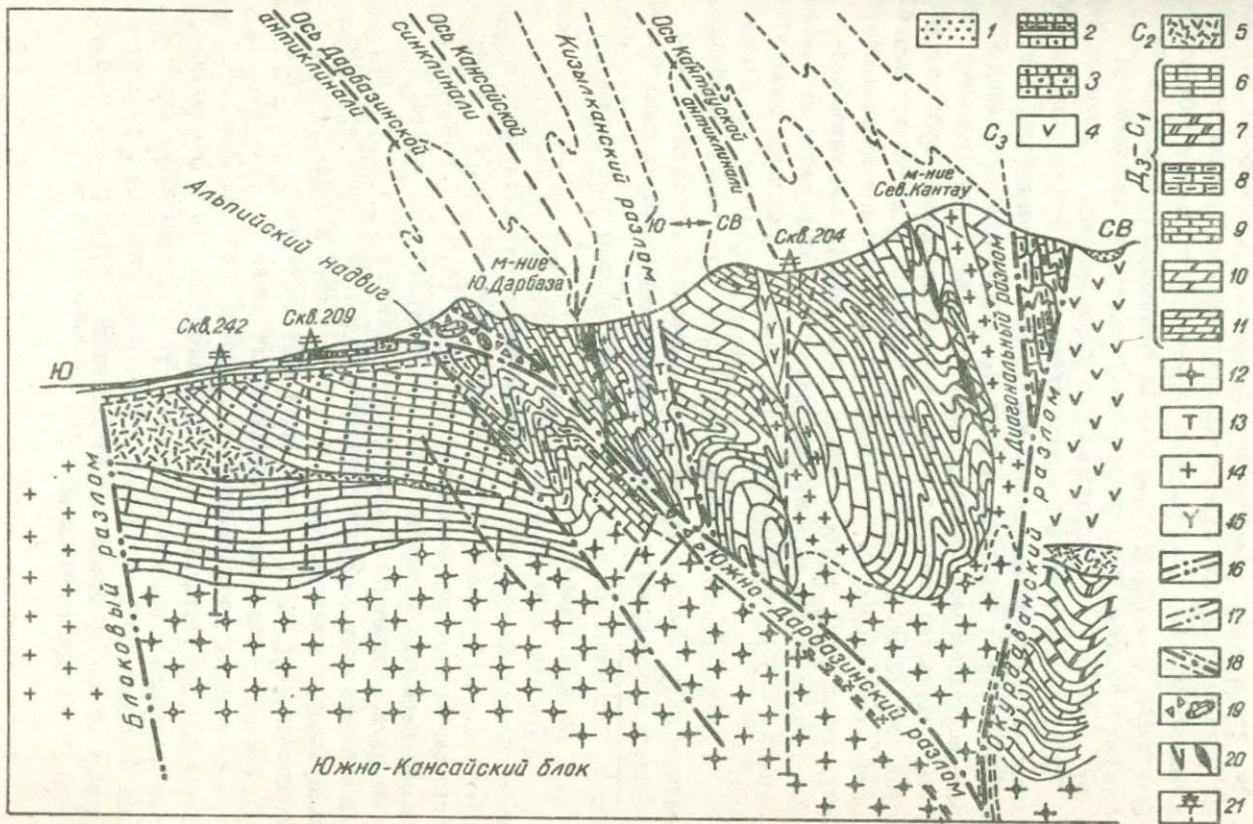 Ось Дарбазинской
антиклинали
Ось Кансайской
синклинали
Кизылкансайский разлом
Ось Кантауской
антиклинали
Альпийский надвиг
м-ние
Ю. Дарбаза
м-ние
Сев. Кантау
Ю
СВ
Скв. 242
Скв. 209
Скв. 204
Ю
СВ
Блоковый разлом
Диагональный разлом
Южно-Дарбазинский разлом
Окурдаванский разлом
Южно-Кансайский блок
C
1
2
3
C3 4
C2 5
Д3-C1
6
7
8
9
10
11
12
13
14
15
16
17
18
19
20
21